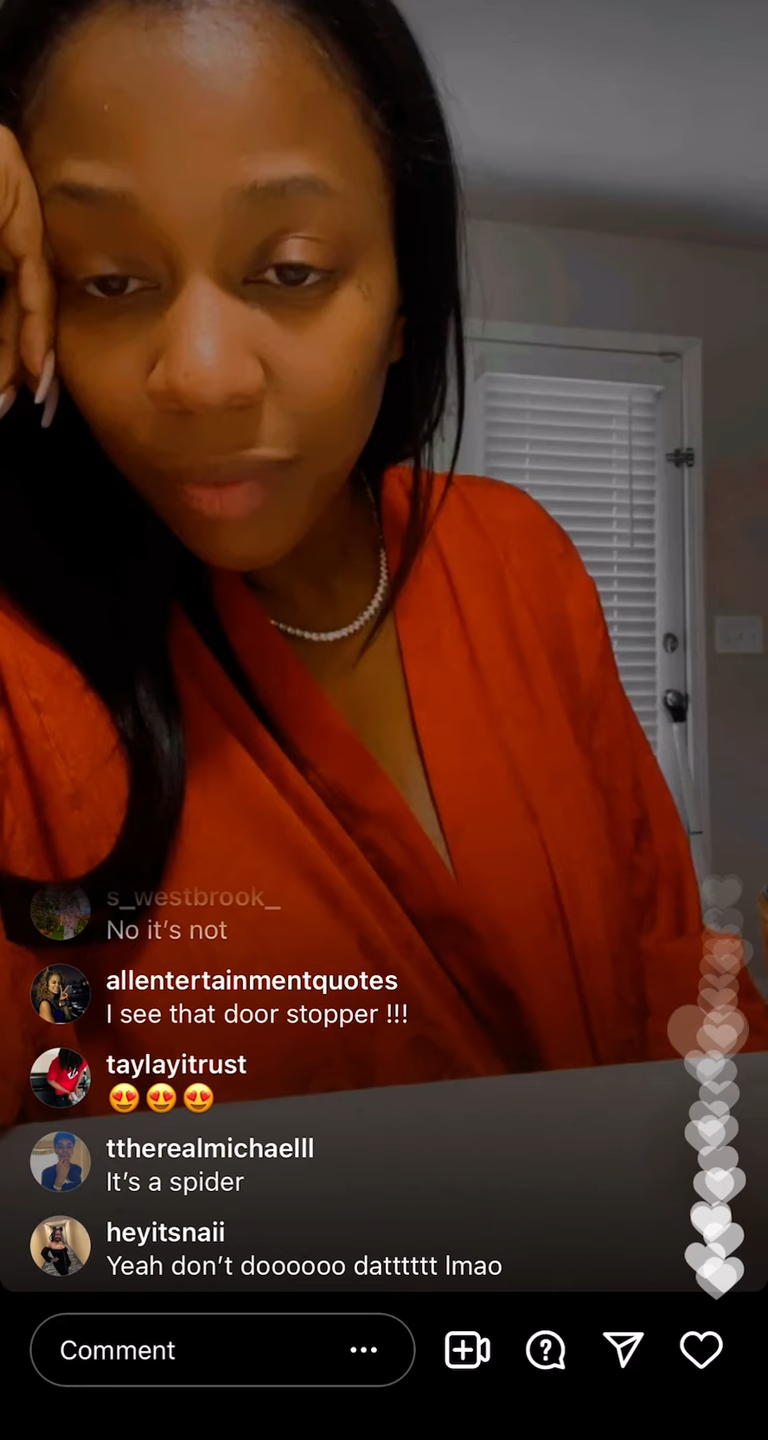 s_westbrook_
No it’s not
allentertainmentquotes
I see that door stopper !!!
taylayitrust
😍😍😍
ttherealmichaelll
It’s a spider
heyitsnaii
Yeah don’t doooooo datttttt lmao
Comment